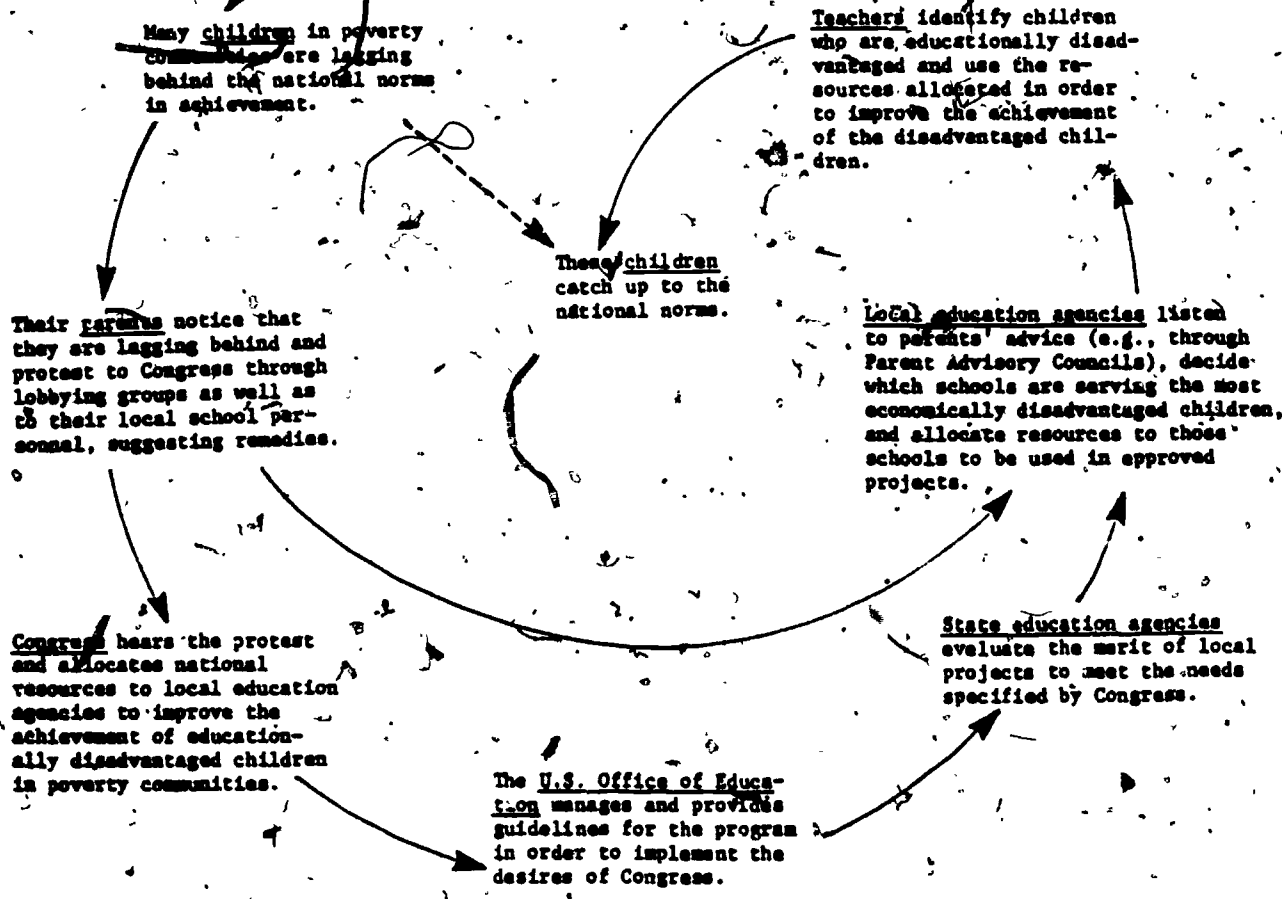 Many children in poverty
communities are lagging
behind the national norms
in achievement.
Teachers identify children
who are educationally disad-
vantaged and use the re-
sources allocated in order
to improve the achievement
of the disadvantaged chil-
dren.
These children
catch up to the
national norms.
Their parents notice that
they are lagging behind and
protest to Congress through
lobbying groups as well as
to their local school per-
sonnal, suggesting remedies.
Local education agencies listen
to parents' advice (e.g., through
Parent Advisory Councils), decide
which schools are serving the most
economically disadvantaged children,
and allocate resources to those
schools to be used in approved
projects.
Congress hears the protest
and allocates national
resources to local education
agencies to improve the
achievement of education-
ally disadvantaged children
in poverty communities.
State education agencies
evaluate the merit of local
projects to meet the needs
specified by Congress.
The U.S. Office of Educa-
tion manages and provides
guidelines for the program
in order to implement the
desires of Congress.